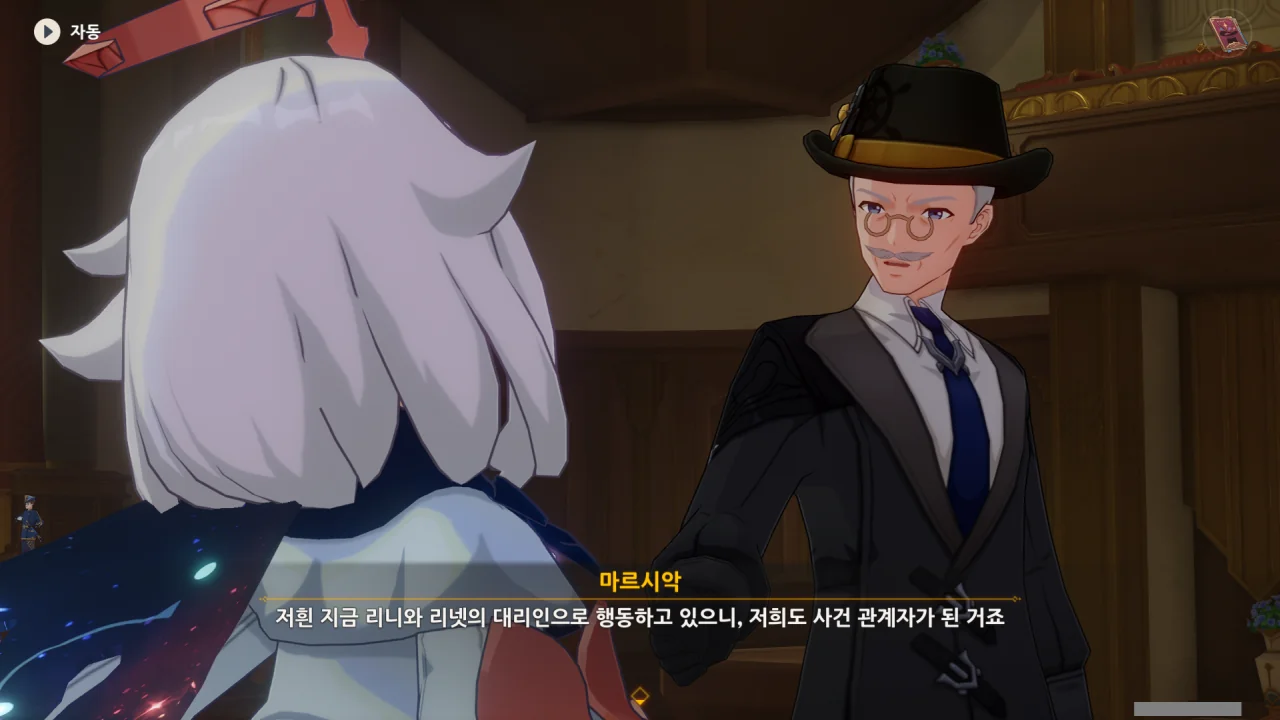 자동
마르시악
저흰 지금 리니와 리넷의 대리인으로 행동하고 있으니, 저희도 사건 관계자가 된 거죠